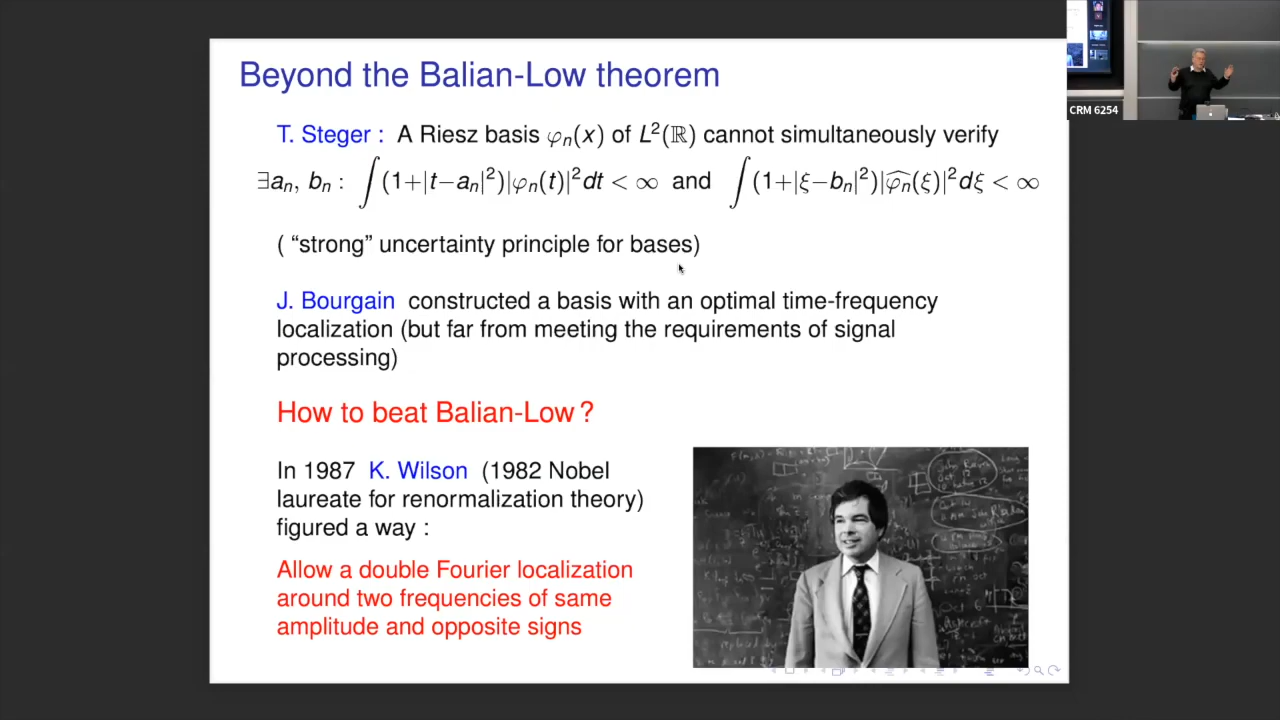 Beyond the Balian-Low theorem
T. Steger : A Riesz basis φₙ(x) of L²(ℝ) cannot simultaneously verify
∃aₙ, bₙ : ∫(1+|t−aₙ|²)|φₙ(t)|²dt < ∞ and ∫(1+|ξ−bₙ|²)|φ̂ₙ(ξ)|²dξ < ∞
( “strong” uncertainty principle for bases)
J. Bourgain constructed a basis with an optimal time-frequency
localization (but far from meeting the requirements of signal
processing)
How to beat Balian-Low ?
In 1987 K. Wilson (1982 Nobel
laureate for renormalization theory)
figured a way :
Allow a double Fourier localization
around two frequencies of same
amplitude and opposite signs
CRM 6254